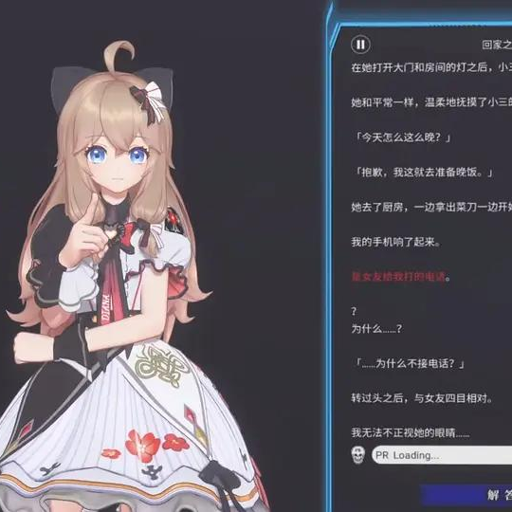 回家之
在她打开大门和房间的灯之后，小三
她和平常一样，温柔地抚摸了小三的
「今天怎么这么晚？」
「抱歉，我这就去准备晚饭。」
她去了厨房，一边拿出菜刀一边开始
我的手机响了起来。
是女友给我打的电话。
？
为什么……？
「……为什么不接电话？」
转过头之后，与女友四目相对。
我无法不正视她的眼睛……
PR Loading...
解 答
DIANA